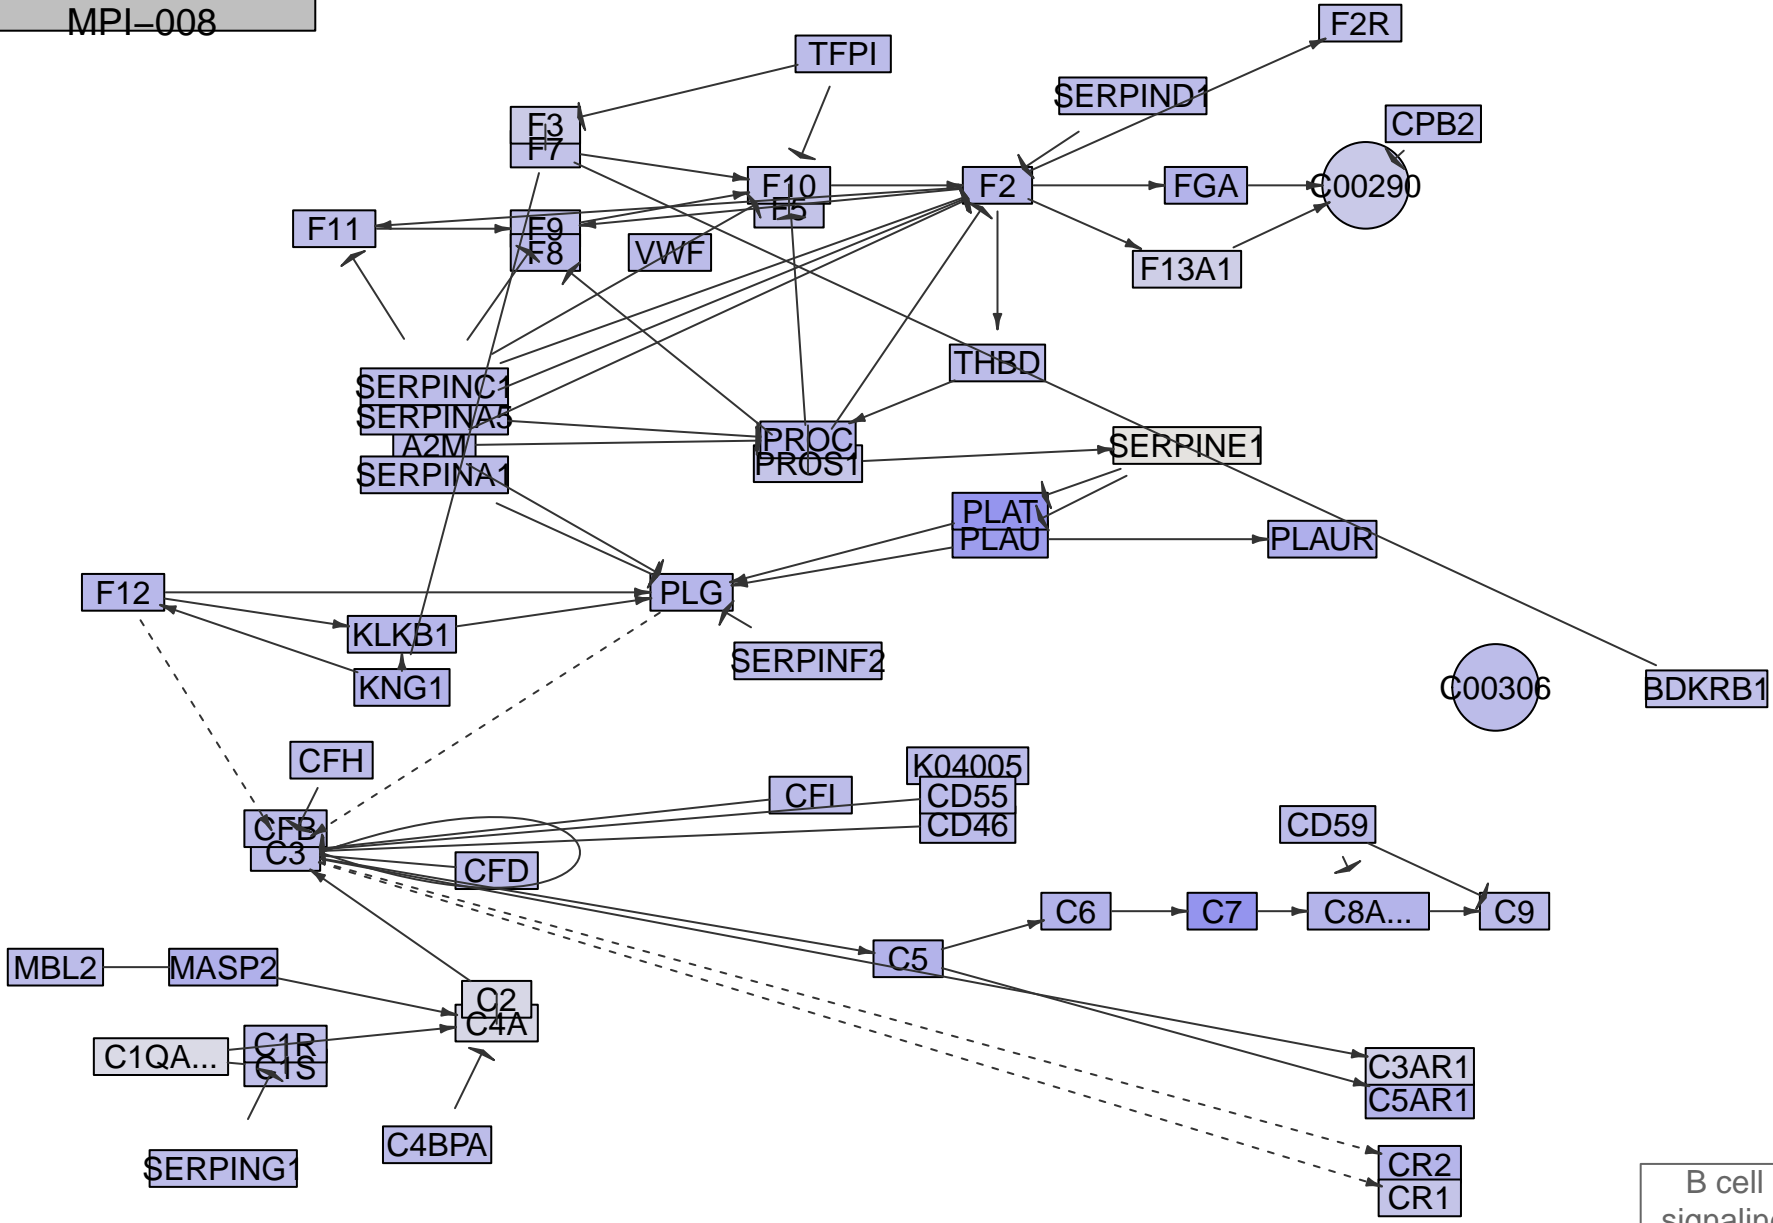 MPI–008
F2R
TFPI
SERPIND1
CPB2
F3
F7
F10
F5
F2
FGA
C00290
F11
F9
F8
VWF
F13A1
THBD
SERPINC1
SERPINA5
A2M
SERPINA1
PROC
PROS1
SERPINE1
PLAT
PLAU
PLAUR
F12
PLG
KLKB1
SERPINF2
KNG1
C00306
BDKRB1
CFH
K04005
CFI
CD55
CD46
CFB
C3
CD59
CFD
C6
C7
C8A...
C9
C5
MBL2
MASP2
C2
C4A
C1QA...
C1R
C1S
C3AR1
C5AR1
C4BPA
SERPING1
CR2
CR1
B cell
signaling